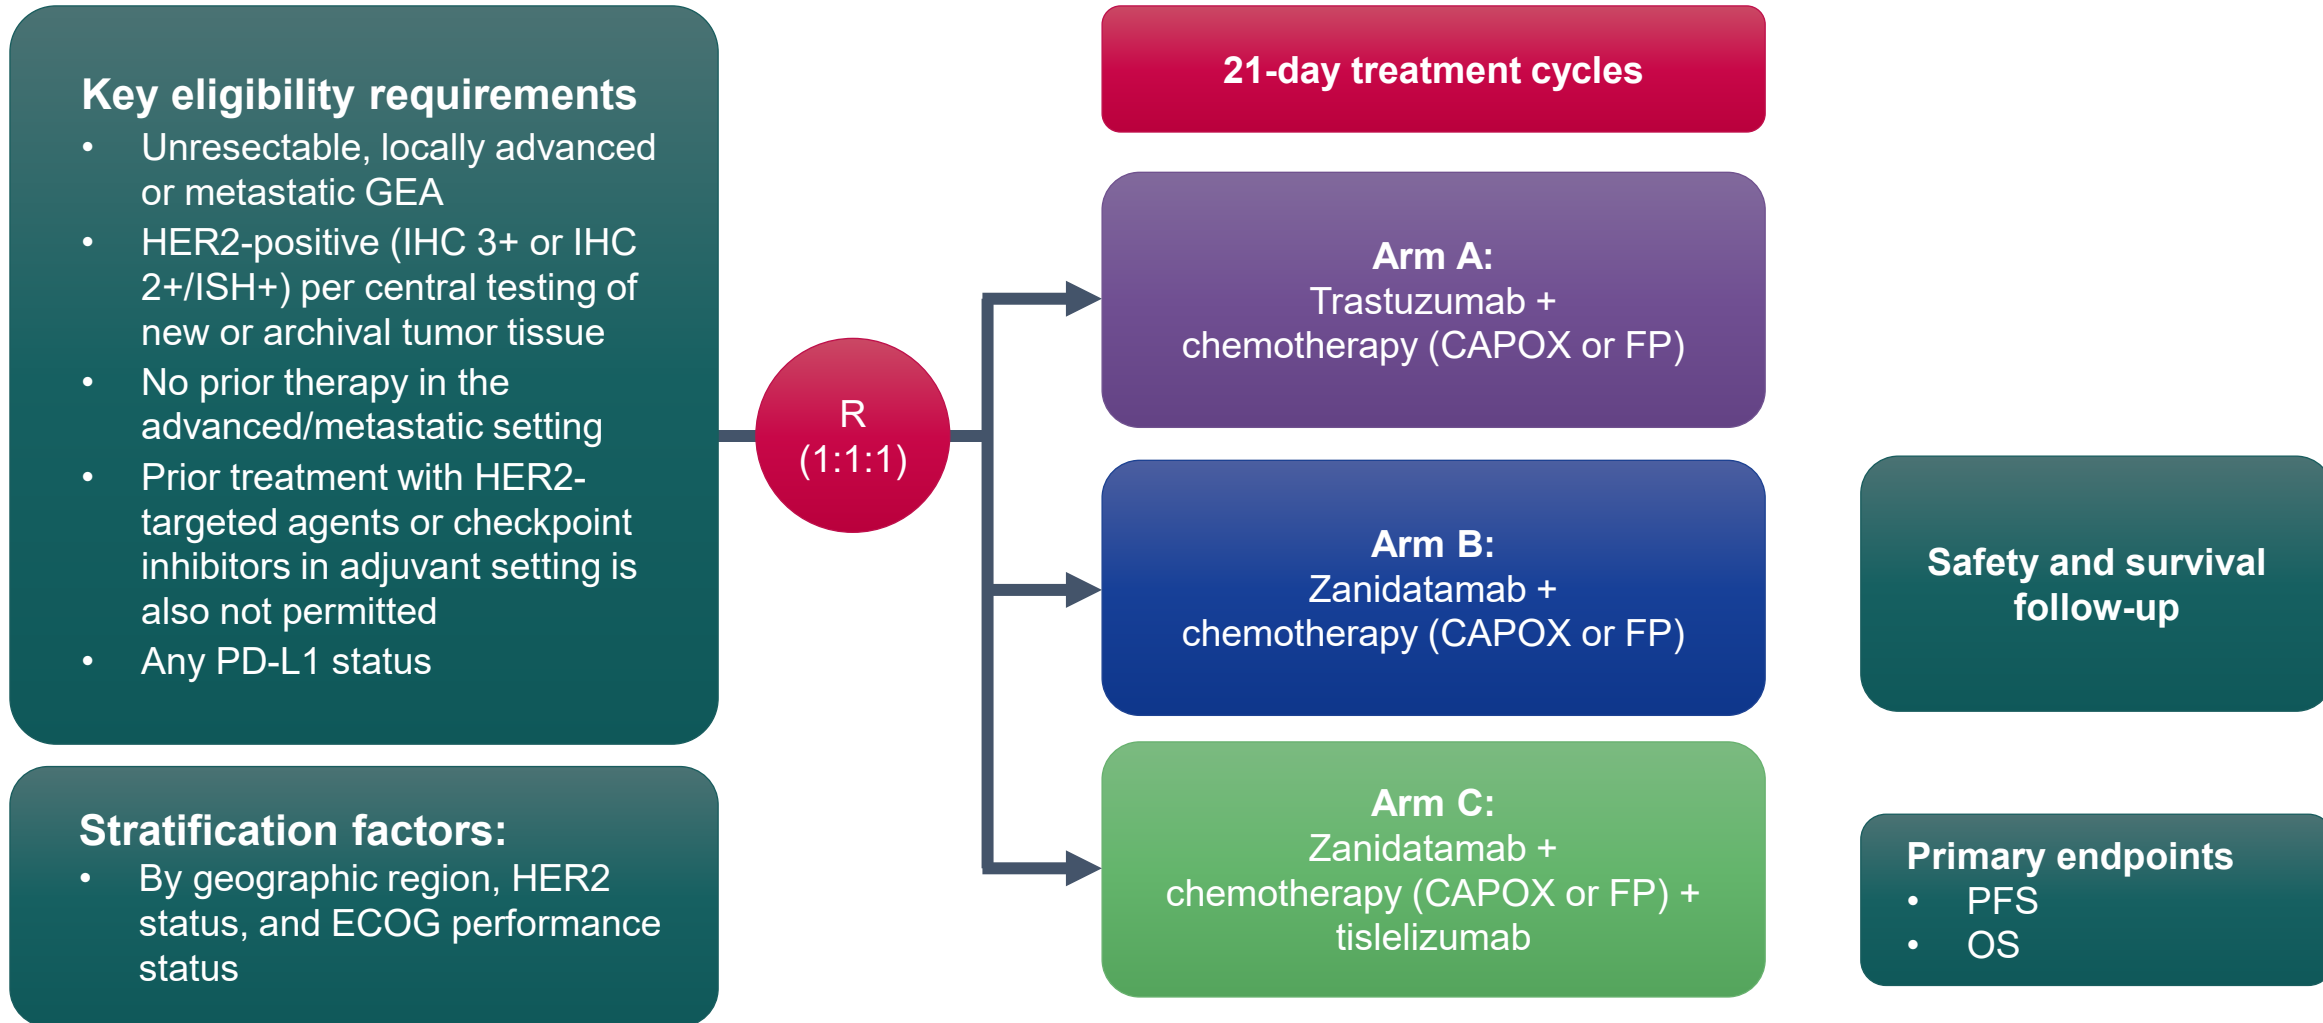 Key eligibility requirements
• Unresectable, locally advanced
or metastatic GEA
• HER2-positive (IHC 3+ or IHC
2+/ISH+) per central testing of
new or archival tumor tissue
• No prior therapy in the
advanced/metastatic setting
• Prior treatment with HER2-
targeted agents or checkpoint
inhibitors in adjuvant setting is
also not permitted
• Any PD-L1 status
Stratification factors:
• By geographic region, HER2
status, and ECOG performance
status
R
(1:1:1)
21-day treatment cycles
Arm A:
Trastuzumab +
chemotherapy (CAPOX or FP)
Arm B:
Zanidatamab +
chemotherapy (CAPOX or FP)
Arm C:
Zanidatamab +
chemotherapy (CAPOX or FP) +
tislelizumab
Safety and survival
follow-up
Primary endpoints
• PFS
• OS